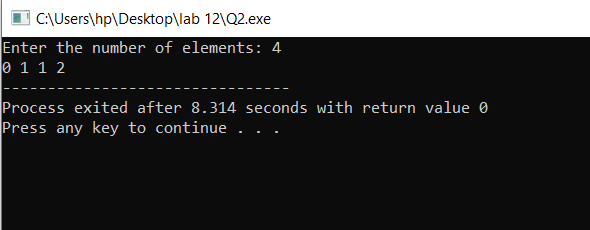 C:\Users\hp\Desktop\lab 12\Q2.exe
Enter the number of elements: 4
0 1 1 2
--------------------------------
Process exited after 8.314 seconds with return value 0
Press any key to continue . . .